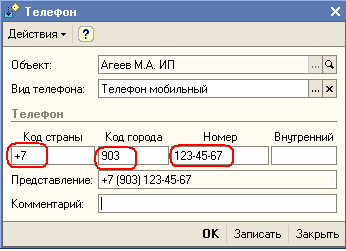 Телефон
Действия ?
Объект: Агеев М.А. ИП ...
Вид телефона: Телефон мобильный ... ×
Телефон
Код страны Код города Номер Внутренний
+7 903 123-45-67
Представление: +7 (903) 123-45-67
Комментарий:
OK Записать Закрыть